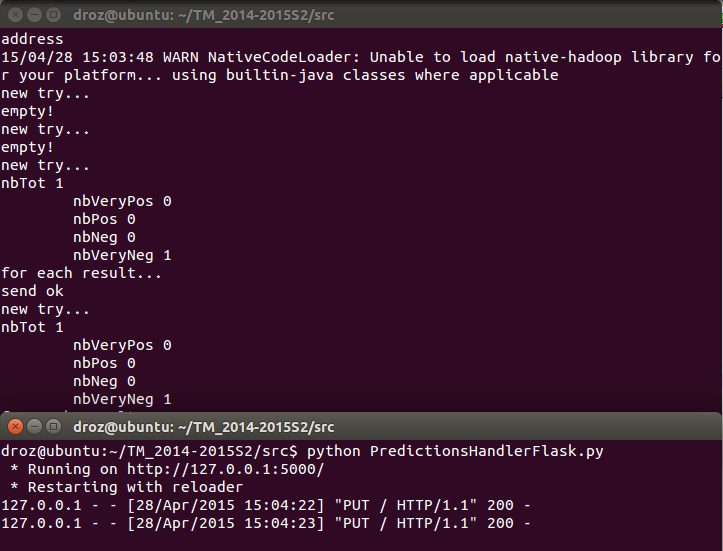 droz@ubuntu: ~/TM_2014-2015S2/src
address
15/04/28 15:03:48 WARN NativeCodeLoader: Unable to load native-hadoop library fo
r your platform... using builtin-java classes where applicable
new try...
empty!
new try...
empty!
new try...
nbTot 1
nbVeryPos 0
nbPos 0
nbNeg 0
nbVeryNeg 1
for each result...
send ok
new try...
nbTot 1
nbVeryPos 0
nbPos 0
nbNeg 0
nbVeryNeg 1
droz@ubuntu: ~/TM_2014-2015S2/src
droz@ubuntu:~/TM_2014-2015S2/src$ python PredictionsHandlerFlask.py
* Running on http://127.0.0.1:5000/
* Restarting with reloader
127.0.0.1 - - [28/Apr/2015 15:04:22] "PUT / HTTP/1.1" 200 -
127.0.0.1 - - [28/Apr/2015 15:04:23] "PUT / HTTP/1.1" 200 -